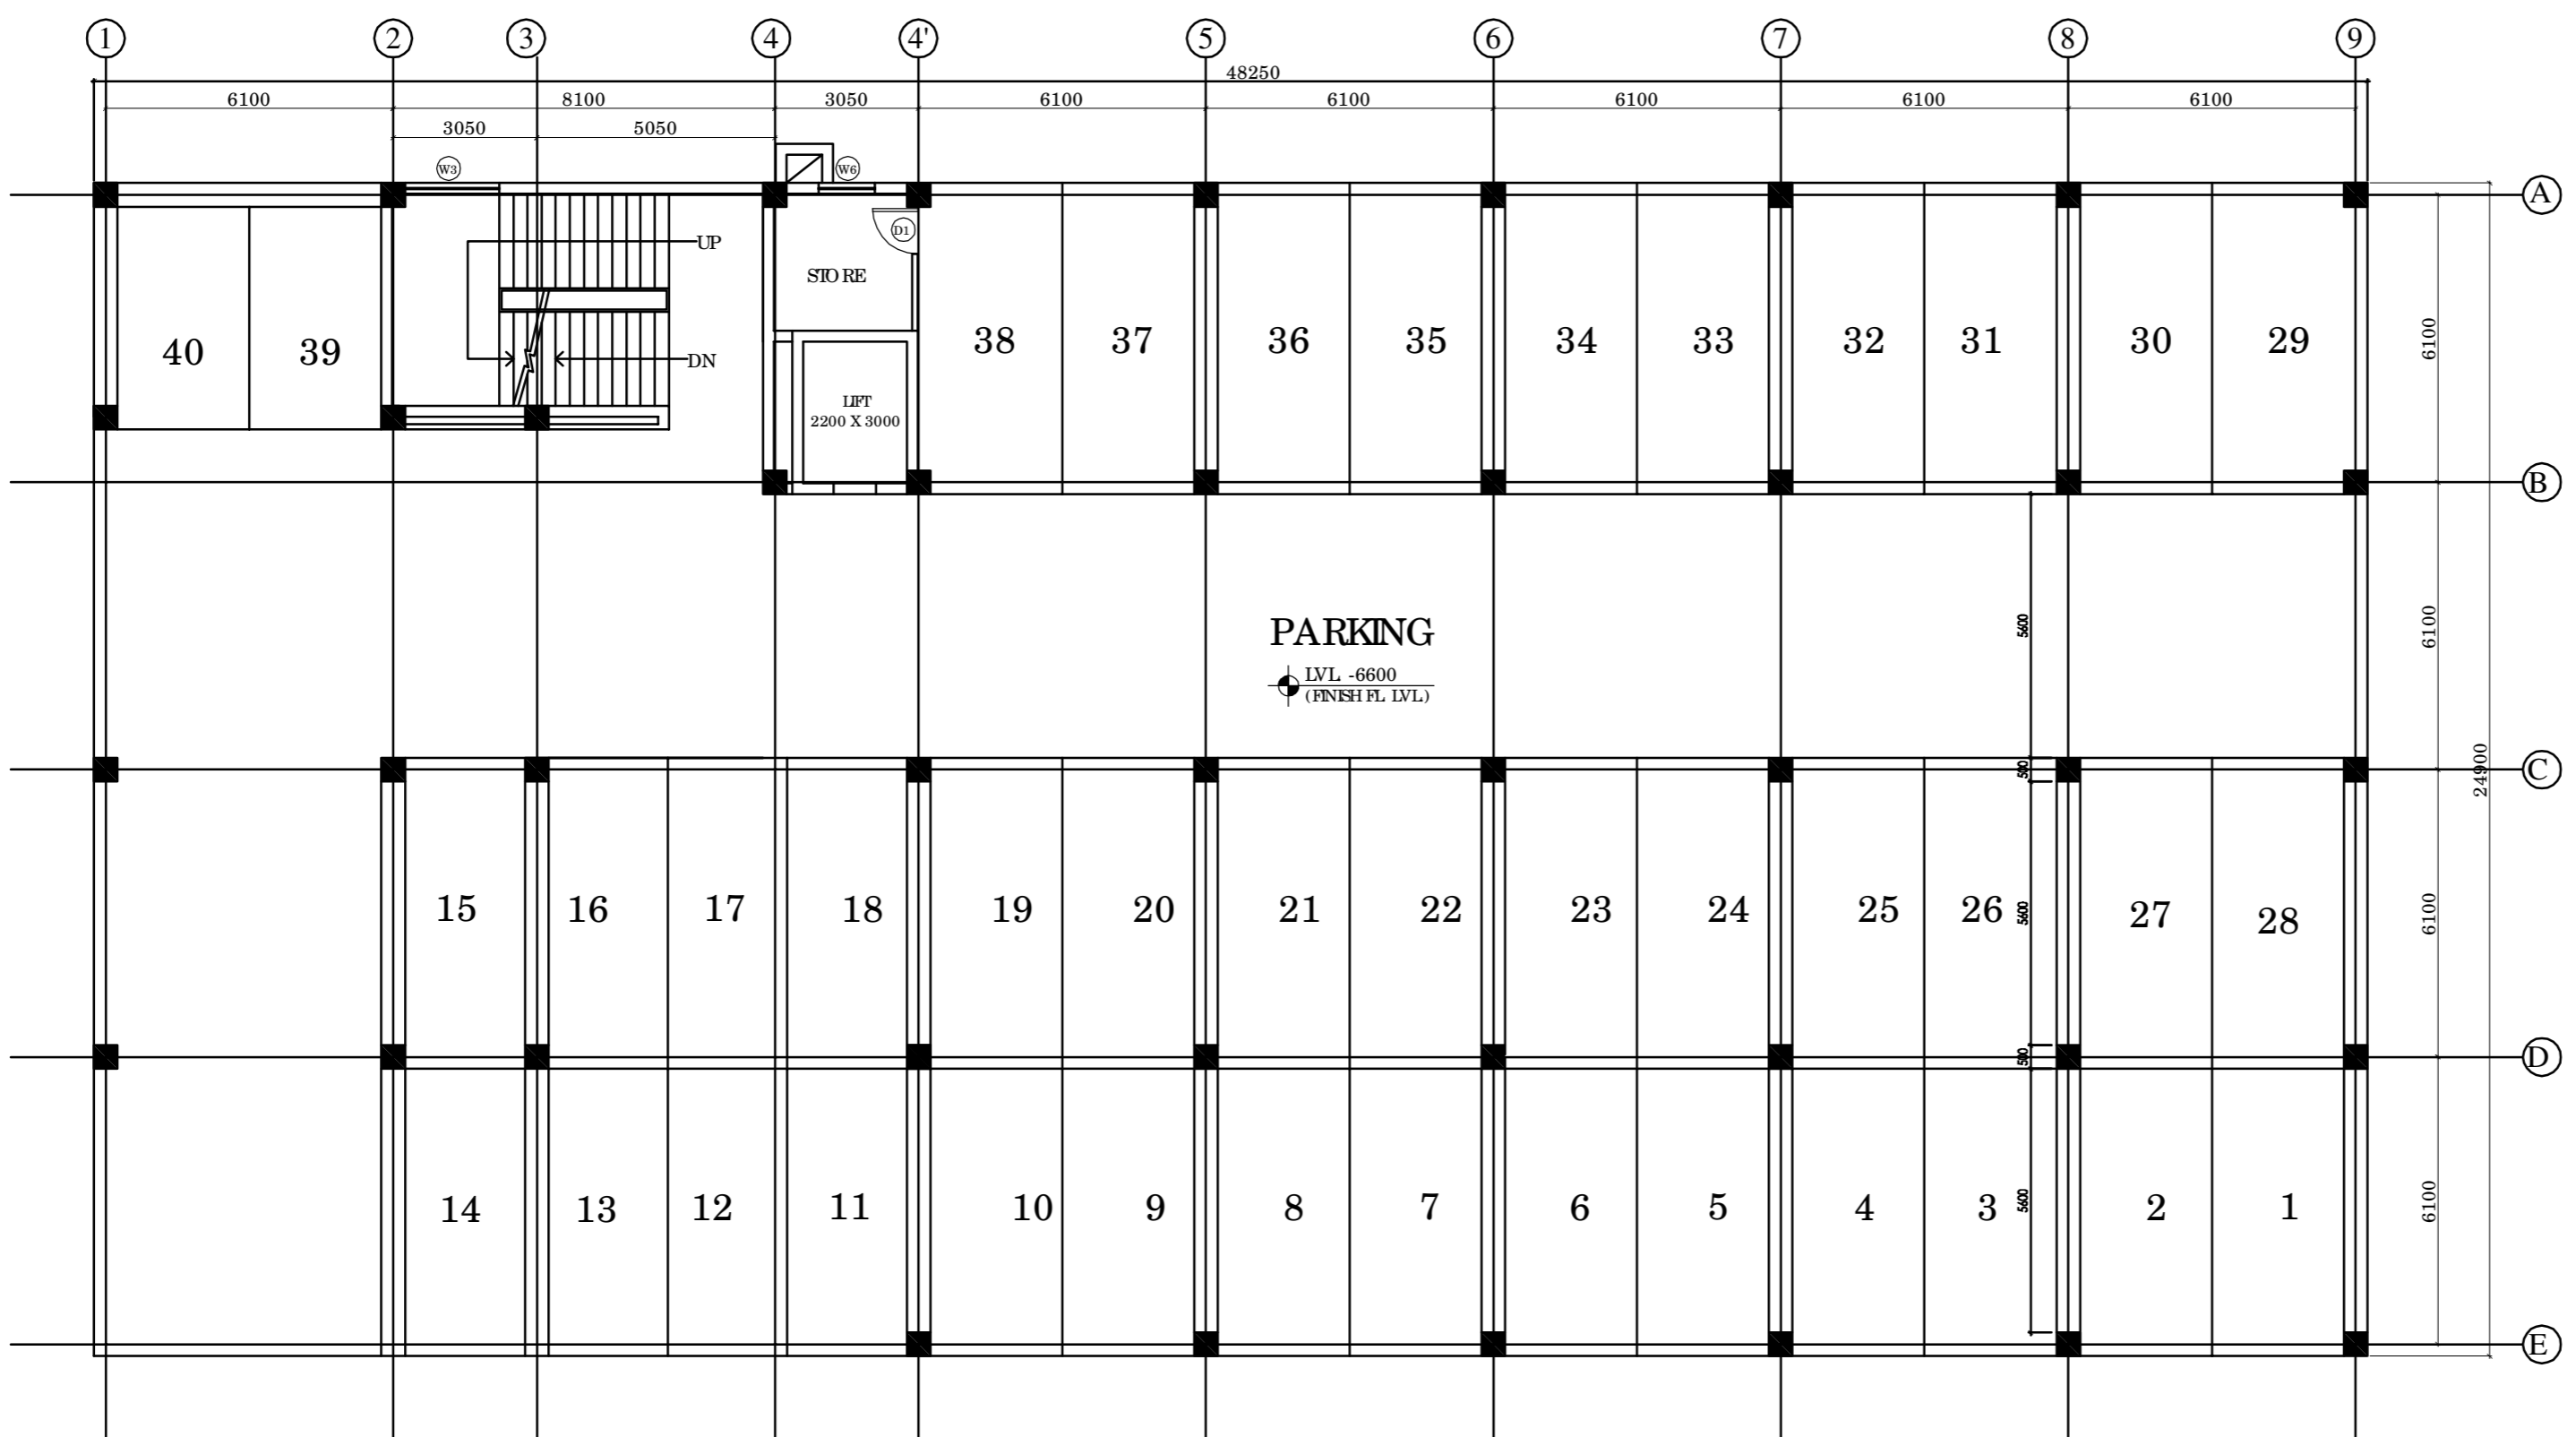 1 2 3 4 4' 5 6 7 8 9
48250
6100 8100 3050 6100 6100 6100 6100 6100
3050 5050
W3 W6
A
D1
UP
STORE
40 39 38 37 36 35 34 33 32 31 30 29 6100
DN
LIFT
2200 X 3000
B
PARKING 5600 6100
LVL -6600
(FINISH FL. LVL.)
500 24900 C
15 16 17 18 19 20 21 22 23 24 25 26 5600 27 28 6100
500 D
14 13 12 11 10 9 8 7 6 5 4 3 5600 2 1 6100
E